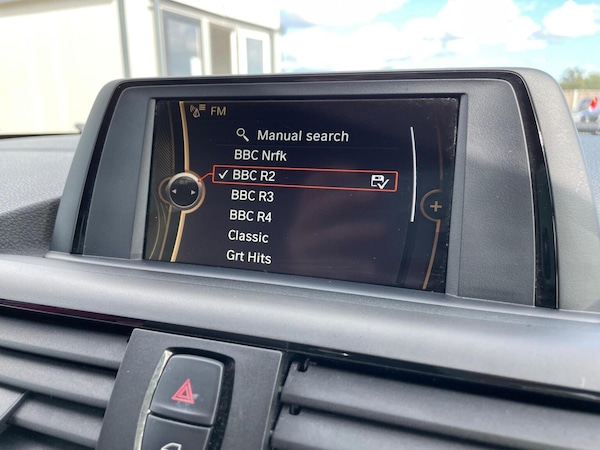 FM
Manual search
BBC Nrfk
✓ BBC R2
BBC R3
BBC R4
Classic
Grt Hits